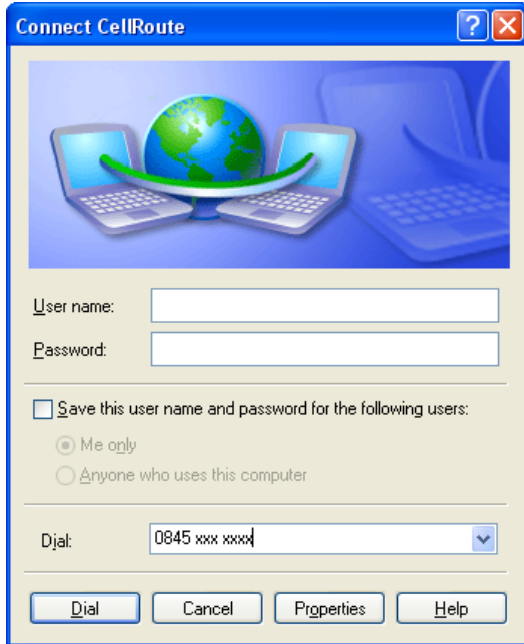 Connect CellRoute
User name:
Password:
Save this user name and password for the following users:
Me only
Anyone who uses this computer
Dial: 0845 xxx xxxx
Dial Cancel Properties Help